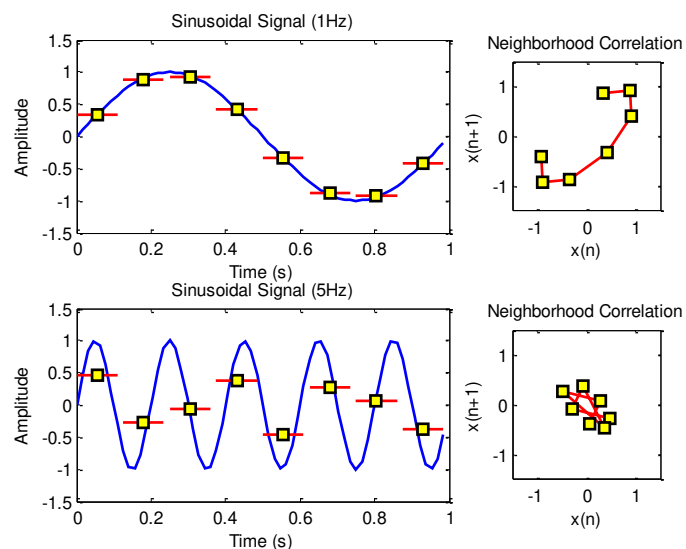 Sinusoidal Signal (1Hz)
1.5
1
0.5
0
-0.5
-1
-1.5
Amplitude
0 0.2 0.4 0.6 0.8 1
Time (s)
Neighborhood Correlation
1
0
-1
x(n+1)
-1 0 1
x(n)
Sinusoidal Signal (5Hz)
1.5
1
0.5
0
-0.5
-1
-1.5
Amplitude
0 0.2 0.4 0.6 0.8 1
Time (s)
Neighborhood Correlation
1
0
-1
x(n+1)
-1 0 1
x(n)